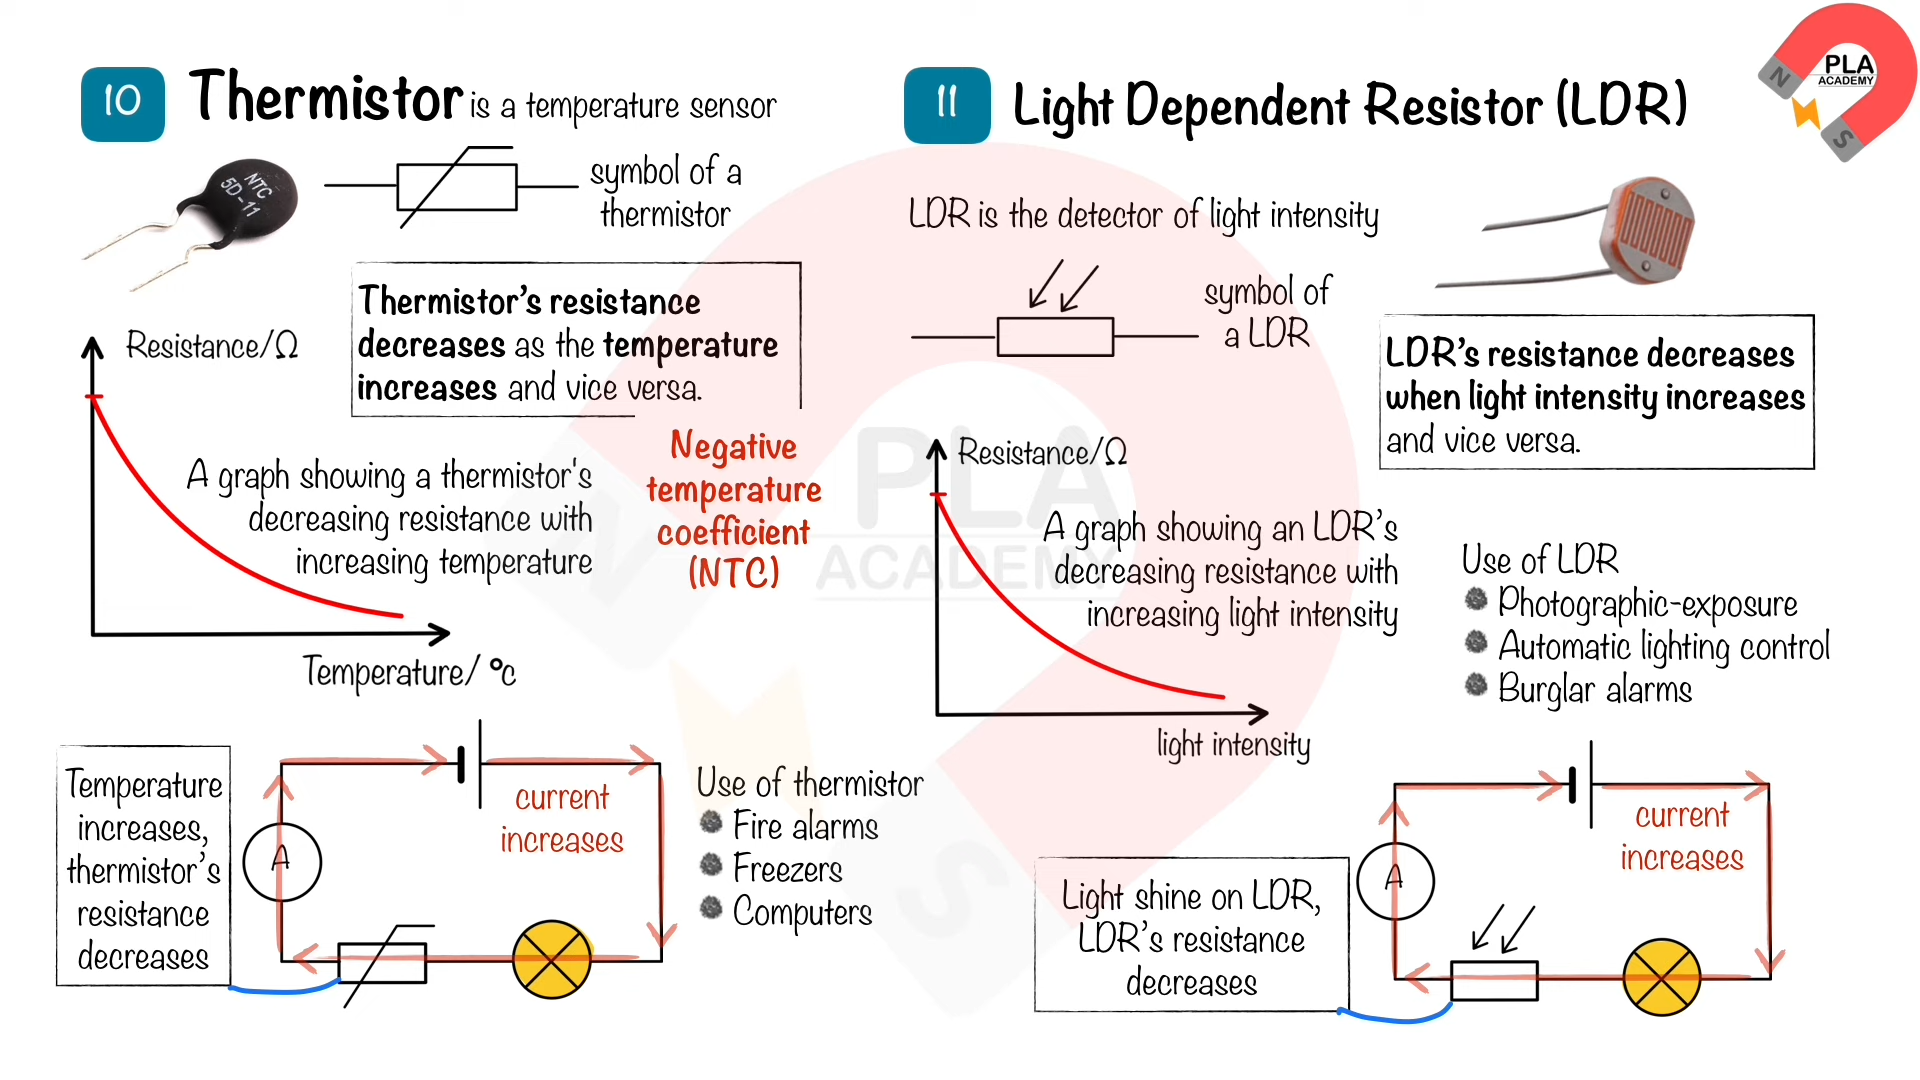 10
Thermistor is a temperature sensor
NTC
5D-11
symbol of a
thermistor
Thermistor's resistance
decreases as the temperature
increases and vice versa.
Resistance/Ω
A graph showing a thermistor's
decreasing resistance with
increasing temperature
Negative
temperature
coefficient
(NTC)
Temperature/ °c
Temperature
increases,
thermistor's
resistance
decreases
A
current
increases
Use of thermistor
Fire alarms
Freezers
Computers
11
Light Dependent Resistor (LDR)
LDR is the detector of light intensity
symbol of
a LDR
LDR's resistance decreases
when light intensity increases
and vice versa.
Resistance/Ω
A graph showing an LDR's
decreasing resistance with
increasing light intensity
light intensity
Use of LDR
Photographic-exposure
Automatic lighting control
Burglar alarms
Light shine on LDR,
LDR's resistance
decreases
A
current
increases
PLA
ACADEMY
N
S
PLA
ACADEMY
N
S